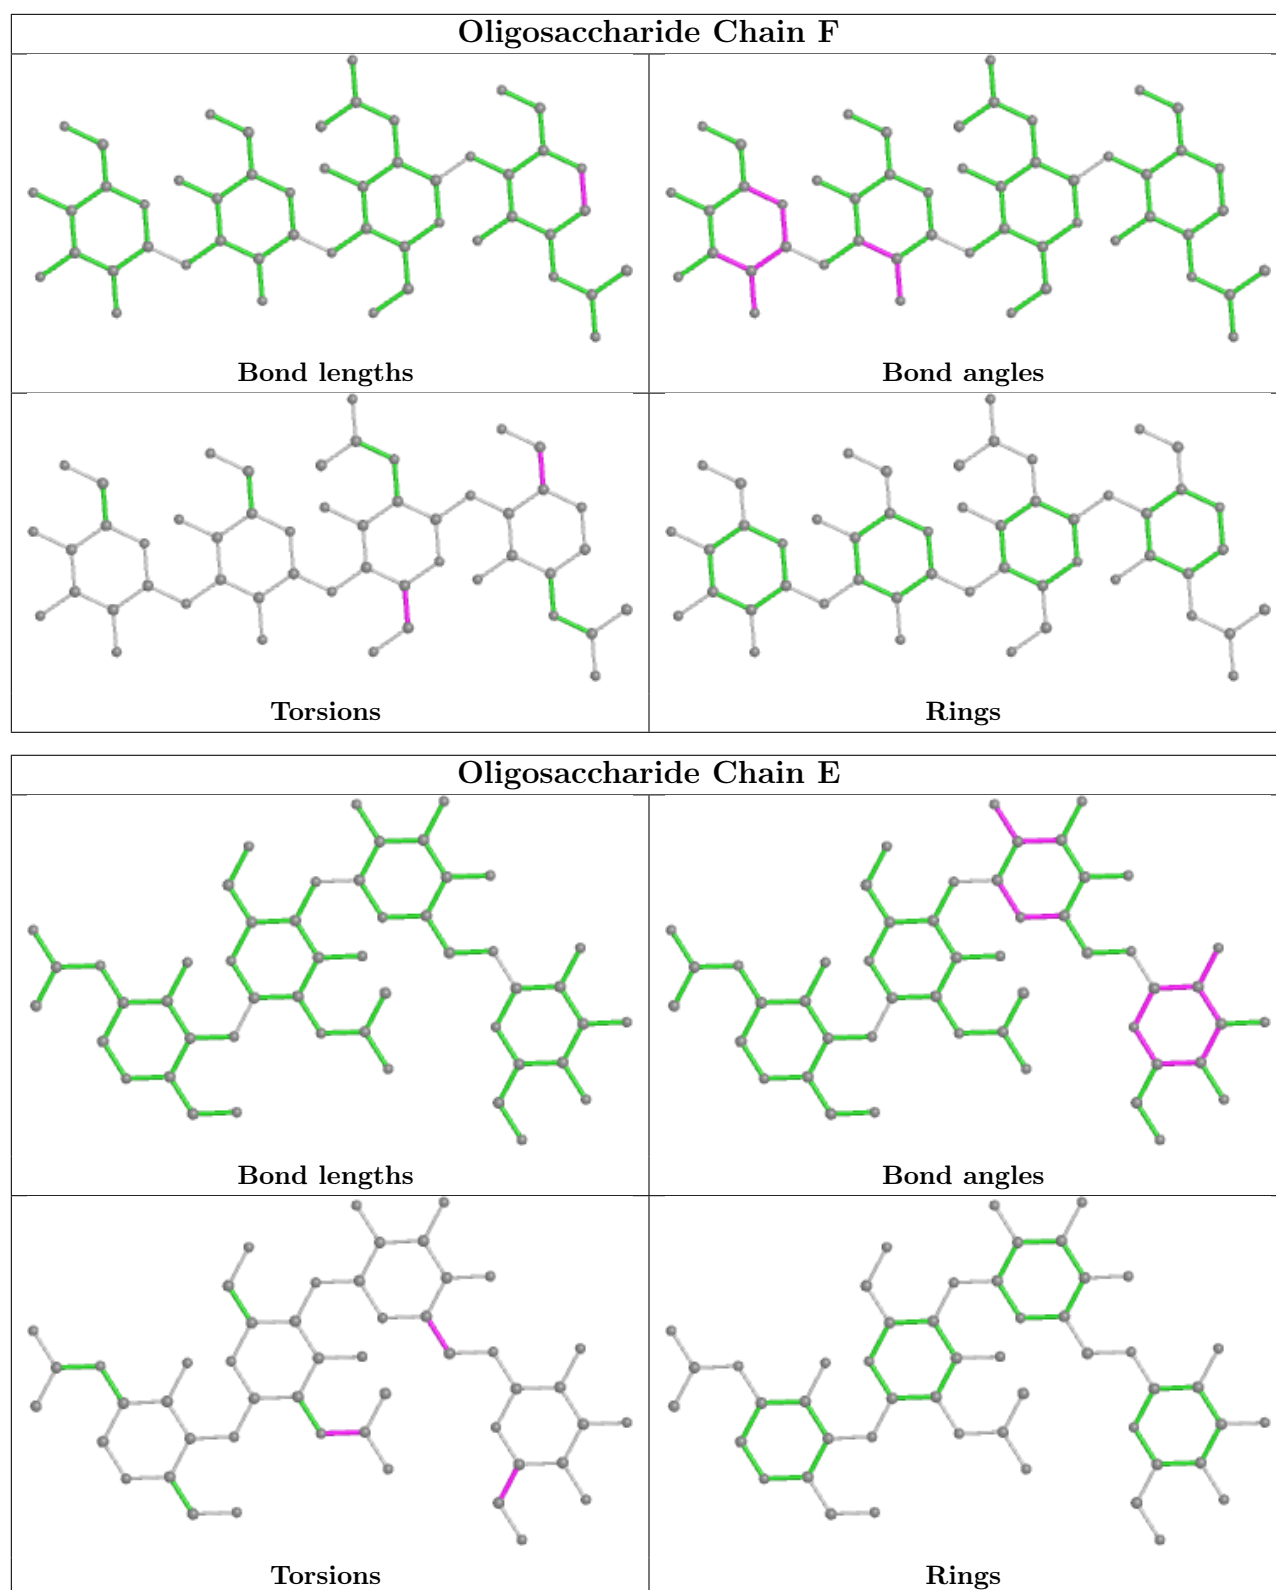 Oligosaccharide Chain F
Bond lengths
Bond angles
Torsions
Rings
Oligosaccharide Chain E
Bond lengths
Bond angles
Torsions
Rings